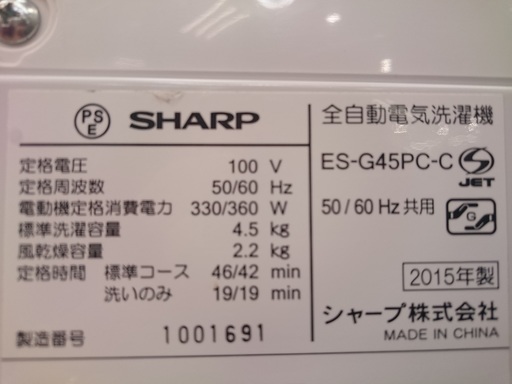 PSE SHARP
定格電圧 100 V
定格周波数 50/60 Hz
電動機定格消費電力 330/360 W
標準洗濯容量 4.5 kg
風乾燥容量 2.2 kg
定格時間 標準コース 46/42 min
洗いのみ 19/19 min
製造番号 1001691
全自動電気洗濯機
ES-G45PC-C
JET
50/60Hz共用
G
2015年製
シャープ株式会社
MADE IN CHINA